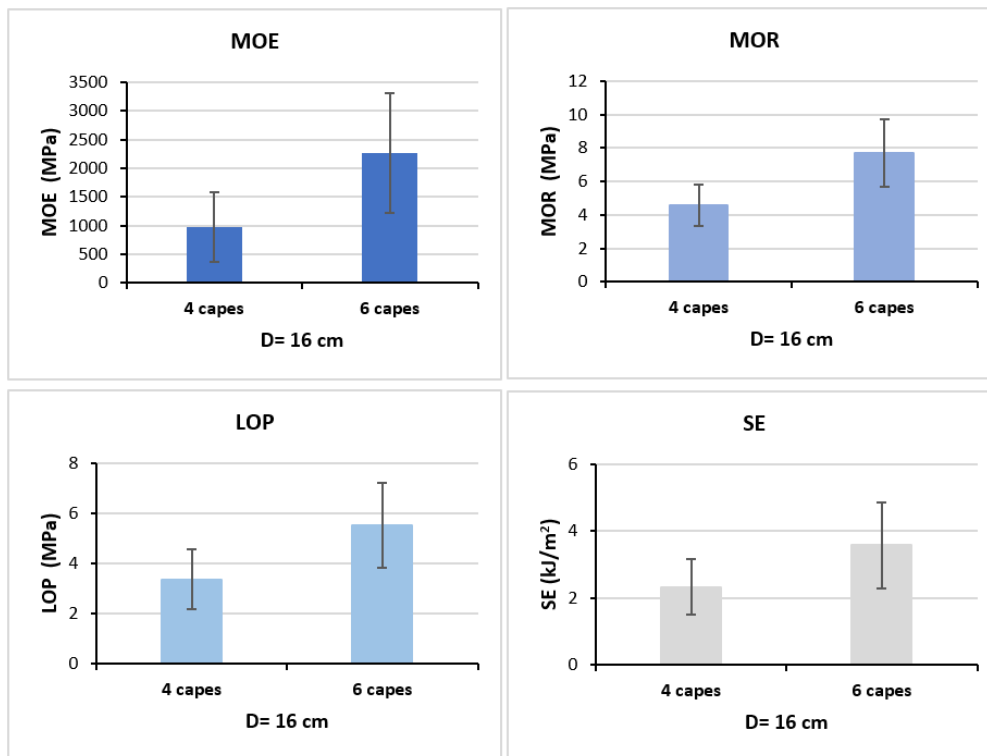 MOE
MOE (MPa)
3500
3000
2500
2000
1500
1000
500
0
4 capes 6 capes
D= 16 cm
MOR
MOR (MPa)
12
10
8
6
4
2
0
4 capes 6 capes
D= 16 cm
LOP
LOP (MPa)
8
6
4
2
0
4 capes 6 capes
D= 16 cm
SE
SE (kJ/m²)
6
4
2
0
4 capes 6 capes
D= 16 cm